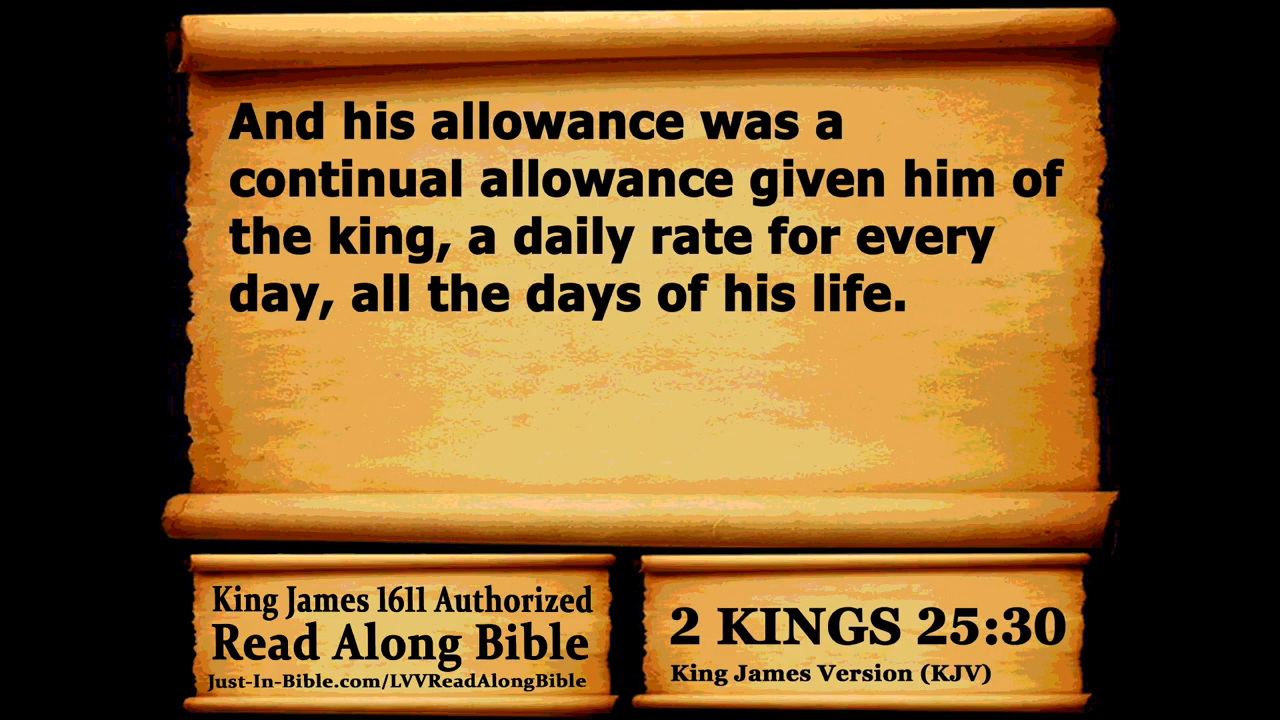 And his allowance was a
continual allowance given him of
the king, a daily rate for every
day, all the days of his life.
King James 1611 Authorized
Read Along Bible
Just-In-Bible.com/LVVReadAlongBible
2 KINGS 25:30
King James Version (KJV)